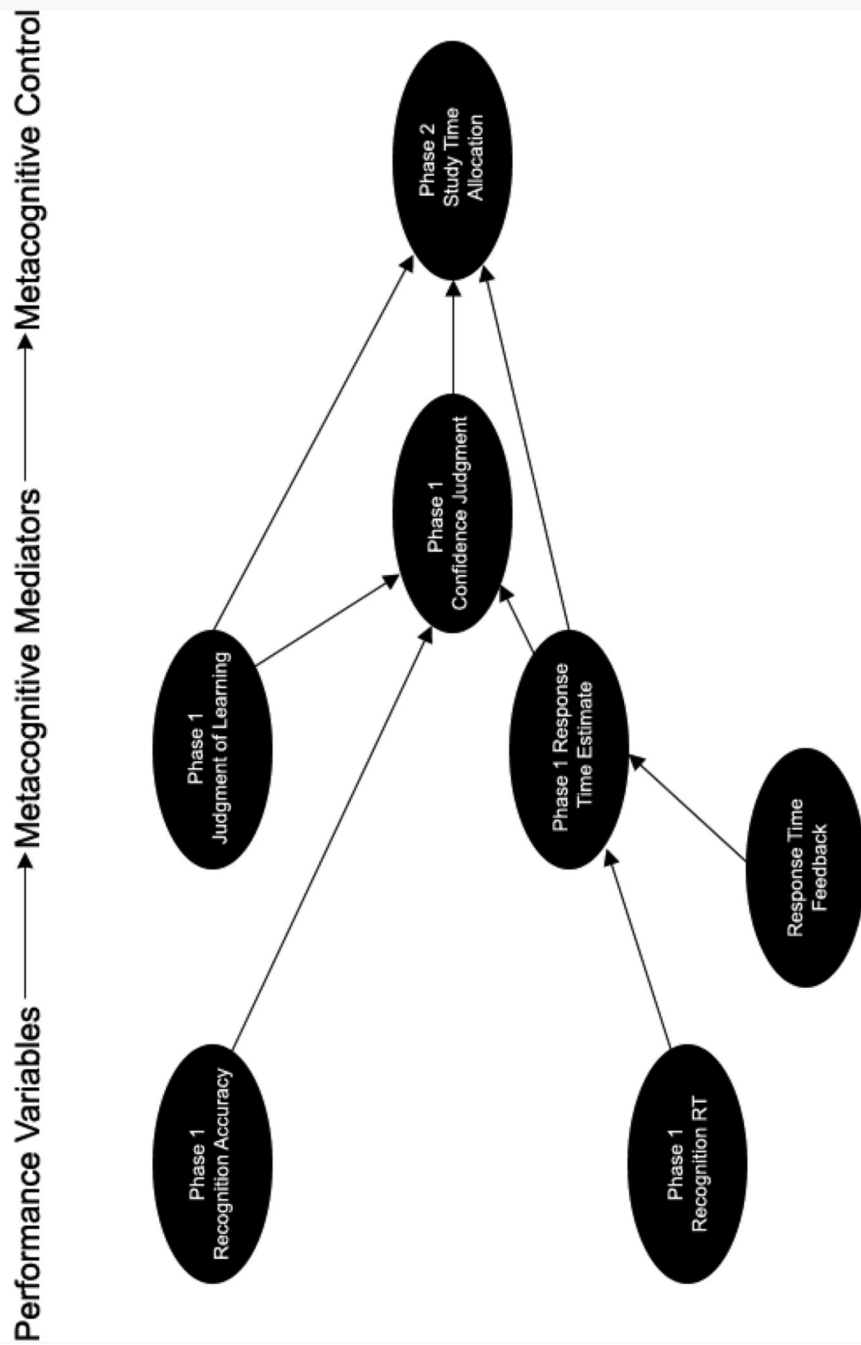 Performance Variables
Metacognitive Mediators
Metacognitive Control
Phase 1
Recognition Accuracy
Phase 1
Judgment of Learning
Phase 1
Confidence Judgment
Phase 2
Study Time
Allocation
Phase 1 Response
Time Estimate
Phase 1
Recognition RT
Response Time
Feedback